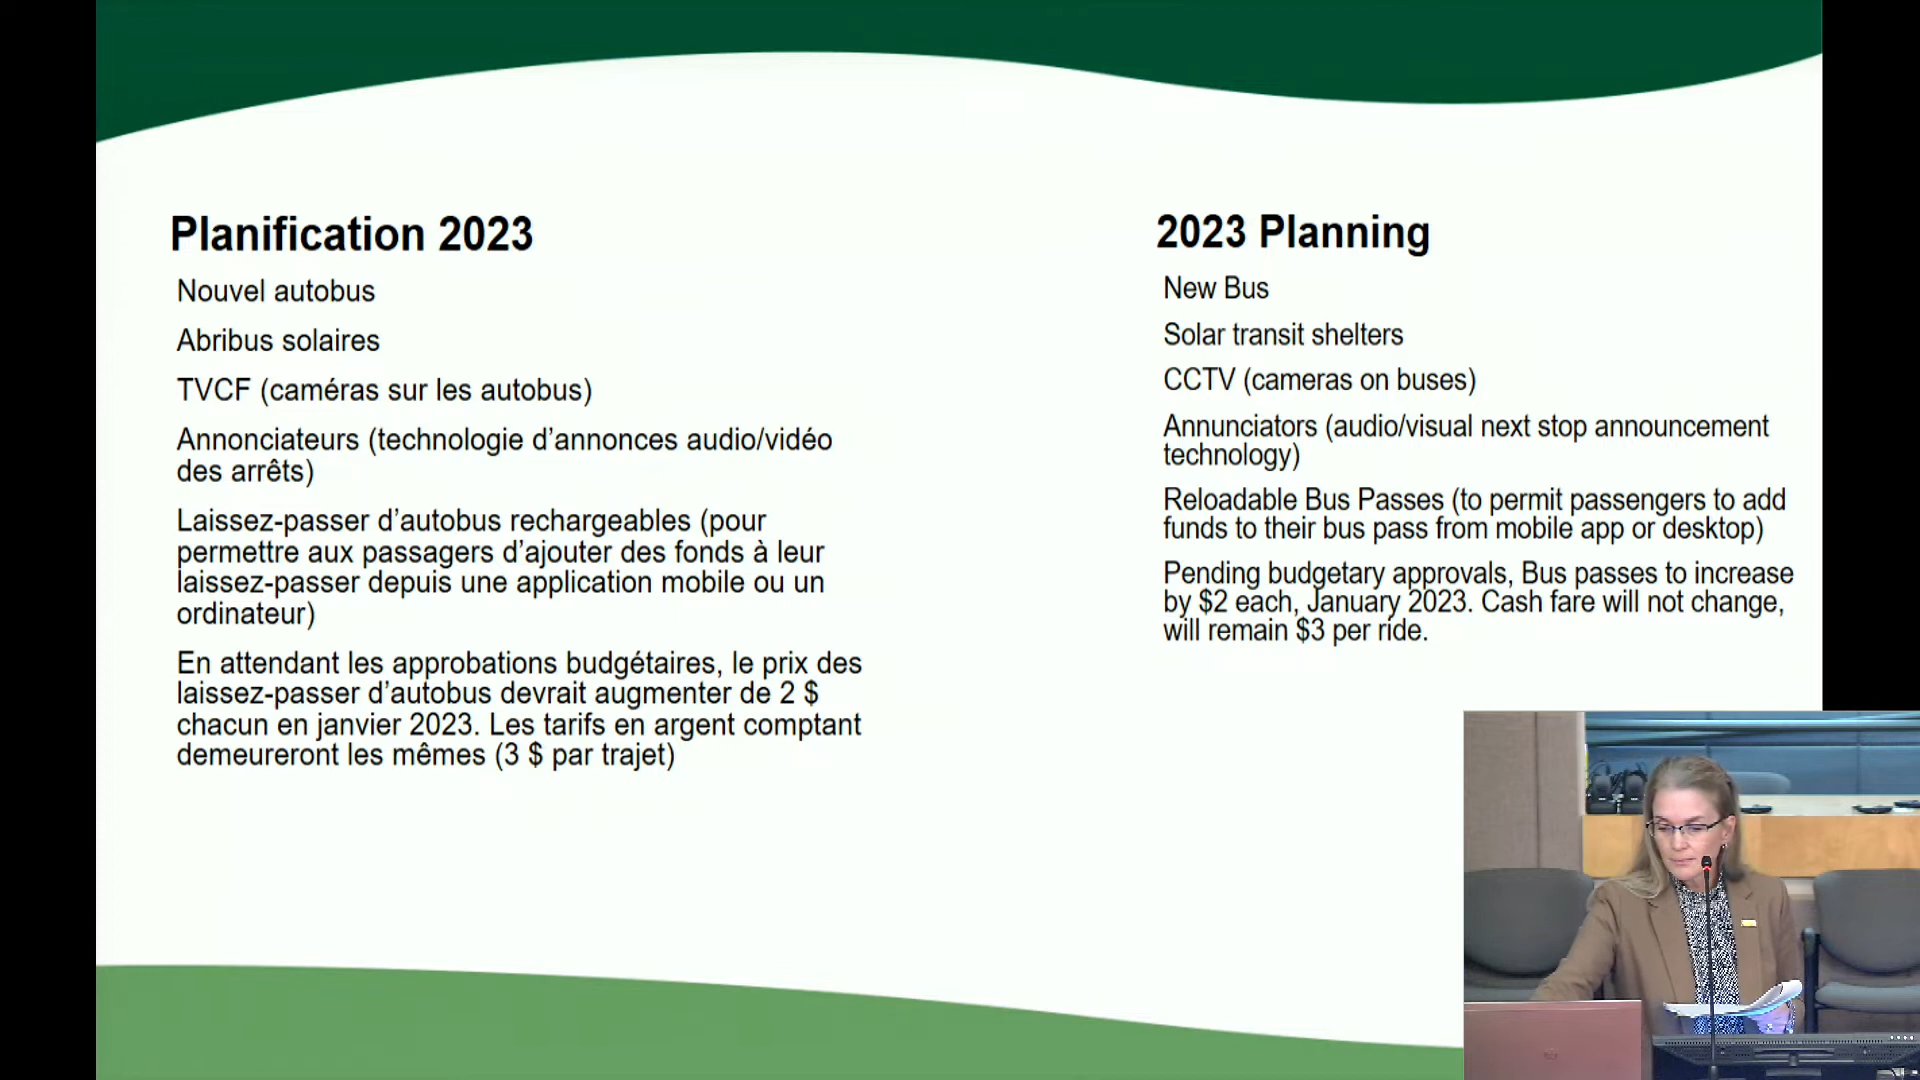 Planification 2023
Nouvel autobus
Abribus solaires
TVCF (caméras sur les autobus)
Annonciateurs (technologie d’annonces audio/vidéo
des arrêts)
Laissez-passer d’autobus rechargeables (pour
permettre aux passagers d’ajouter des fonds à leur
laissez-passer depuis une application mobile ou un
ordinateur)
En attendant les approbations budgétaires, le prix des
laissez-passer d’autobus devrait augmenter de 2 $
chacun en janvier 2023. Les tarifs en argent comptant
demeureront les mêmes (3 $ par trajet)
2023 Planning
New Bus
Solar transit shelters
CCTV (cameras on buses)
Annunciators (audio/visual next stop announcement
technology)
Reloadable Bus Passes (to permit passengers to add
funds to their bus pass from mobile app or desktop)
Pending budgetary approvals, Bus passes to increase
by $2 each, January 2023. Cash fare will not change,
will remain $3 per ride.